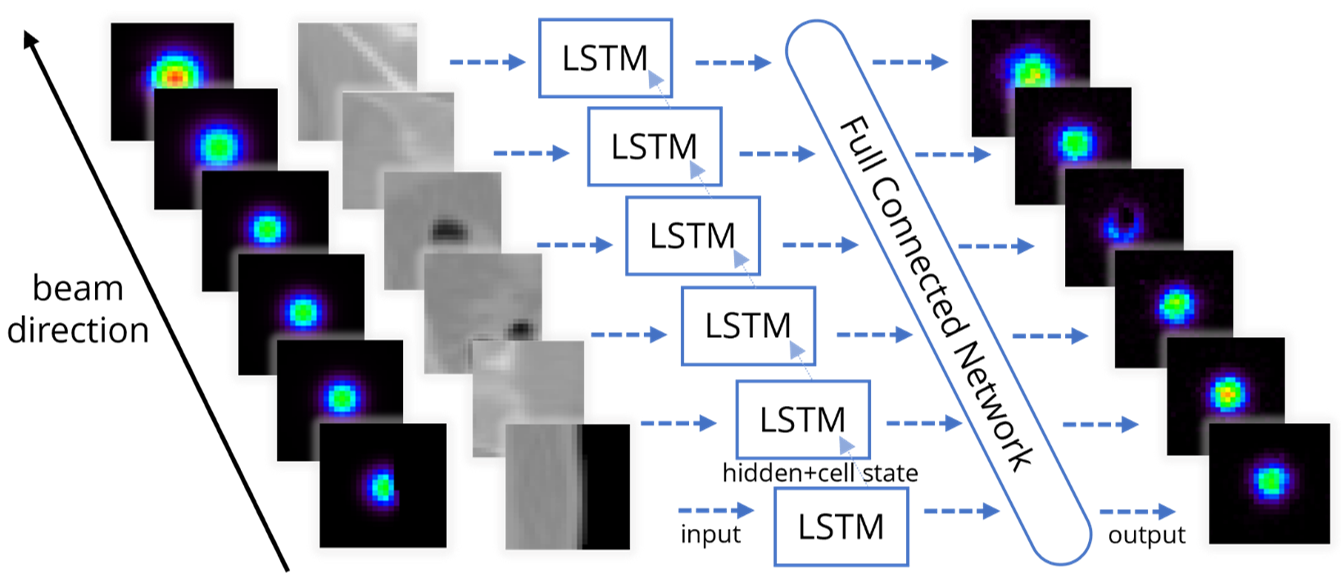 LSTM
LSTM
LSTM
LSTM
LSTM
LSTM
Full Connected Network
beam
direction
hidden+cell state
input
output